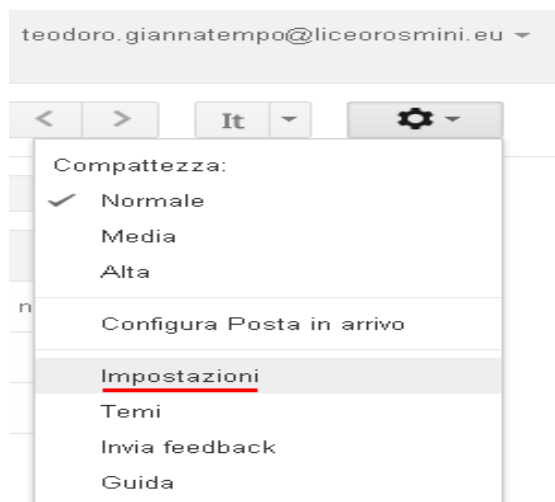 teodoro.giannatempo@liceorosmini.eu
< > It
Compattezza:
Normale
Media
Alta
n
Configura Posta in arrivo
Impostazioni
Temi
Invia feedback
Guida